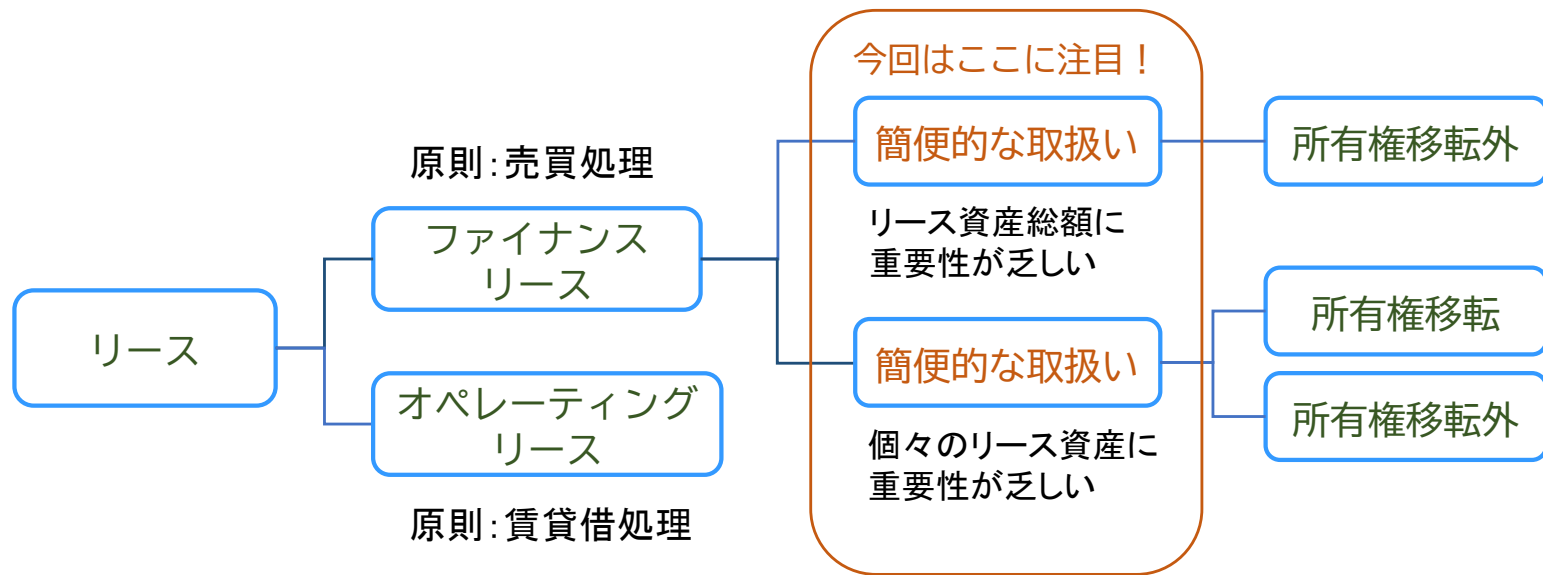 今回はここに注目！
原則：売買処理
簡便的な取扱い
所有権移転外
ファイナンス
リース
リース資産総額に
重要性が乏しい
リース
所有権移転
簡便的な取扱い
オペレーティング
リース
所有権移転外
個々のリース資産に
重要性が乏しい
原則：賃貸借処理